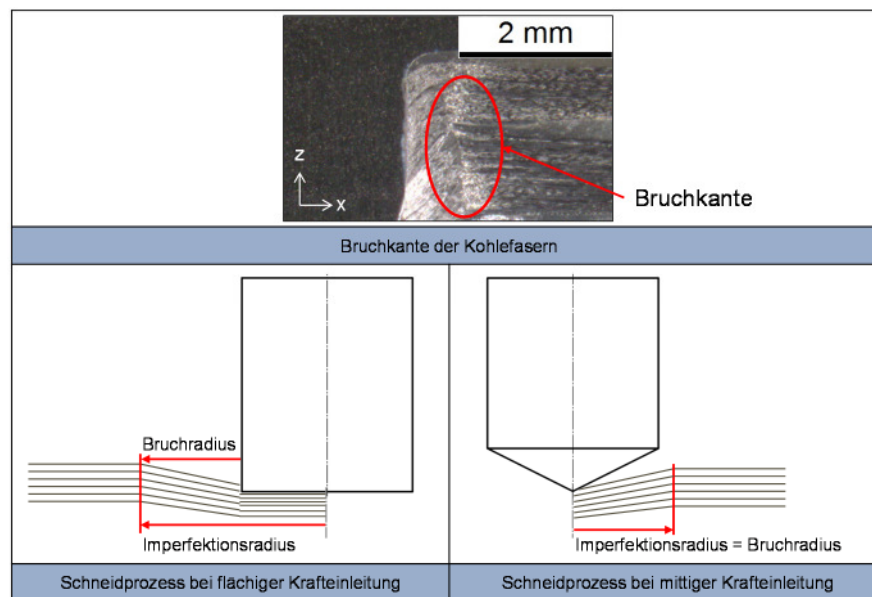 2 mm
z
x
Bruchkante
Bruchkante der Kohlefasern
Bruchradius
Imperfektionsradius
Imperfektionsradius = Bruchradius
Schneidprozess bei flächiger Krafteinleitung
Schneidprozess bei mittiger Krafteinleitung